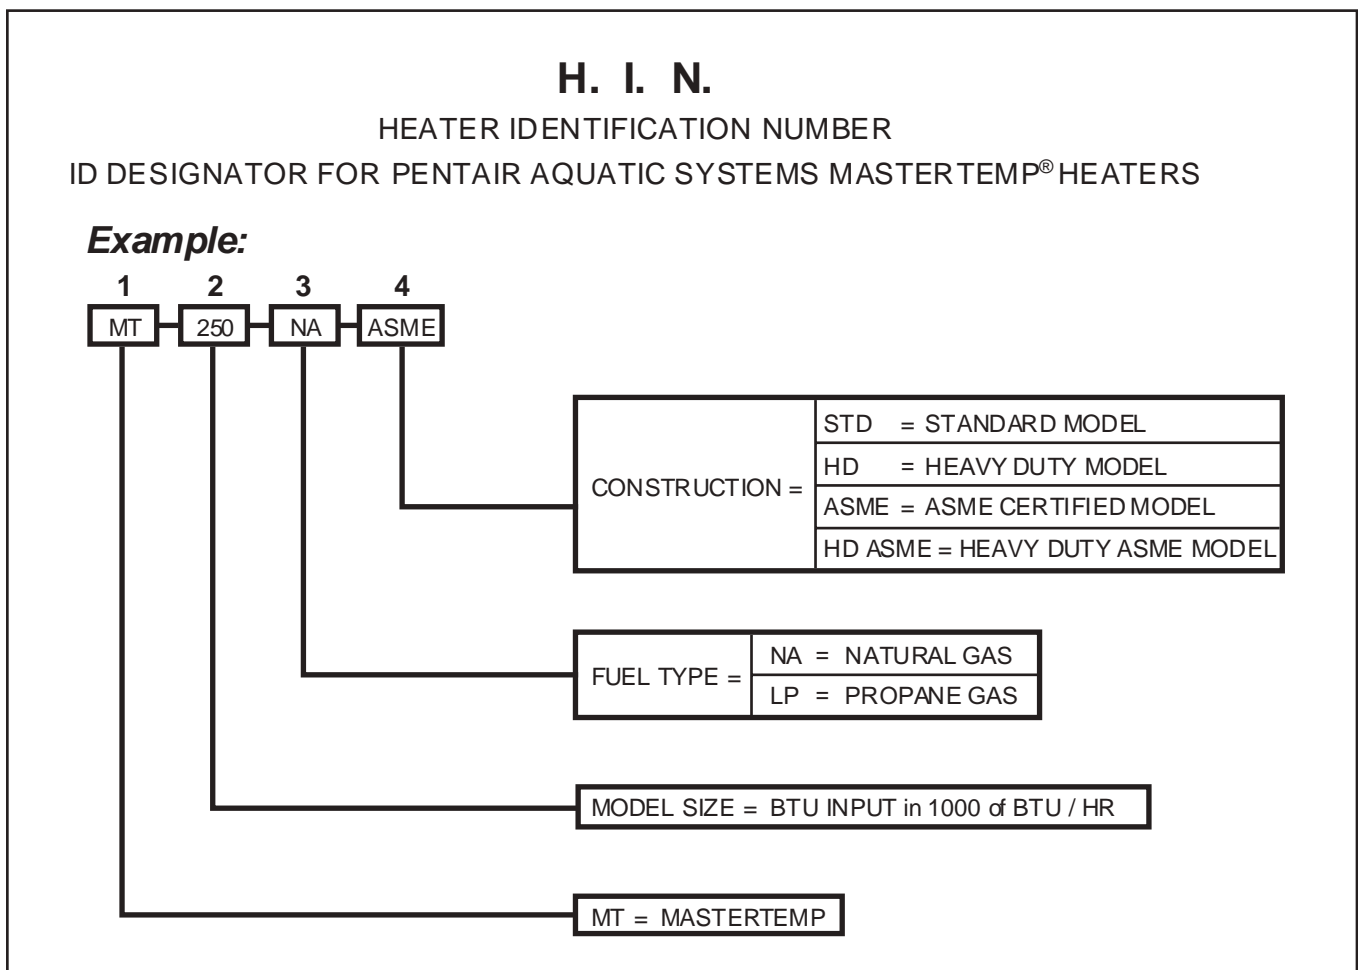 H. I. N.
HEATER IDENTIFICATION NUMBER
ID DESIGNATOR FOR PENTAIR AQUATIC SYSTEMS MASTERTEMP® HEATERS
Example:
1 2 3 4
MT 250 NA ASME
CONSTRUCTION =
STD = STANDARD MODEL
HD = HEAVY DUTY MODEL
ASME = ASME CERTIFIED MODEL
HD ASME = HEAVY DUTY ASME MODEL
FUEL TYPE =
NA = NATURAL GAS
LP = PROPANE GAS
MODEL SIZE = BTU INPUT in 1000 of BTU / HR
MT = MASTERTEMP